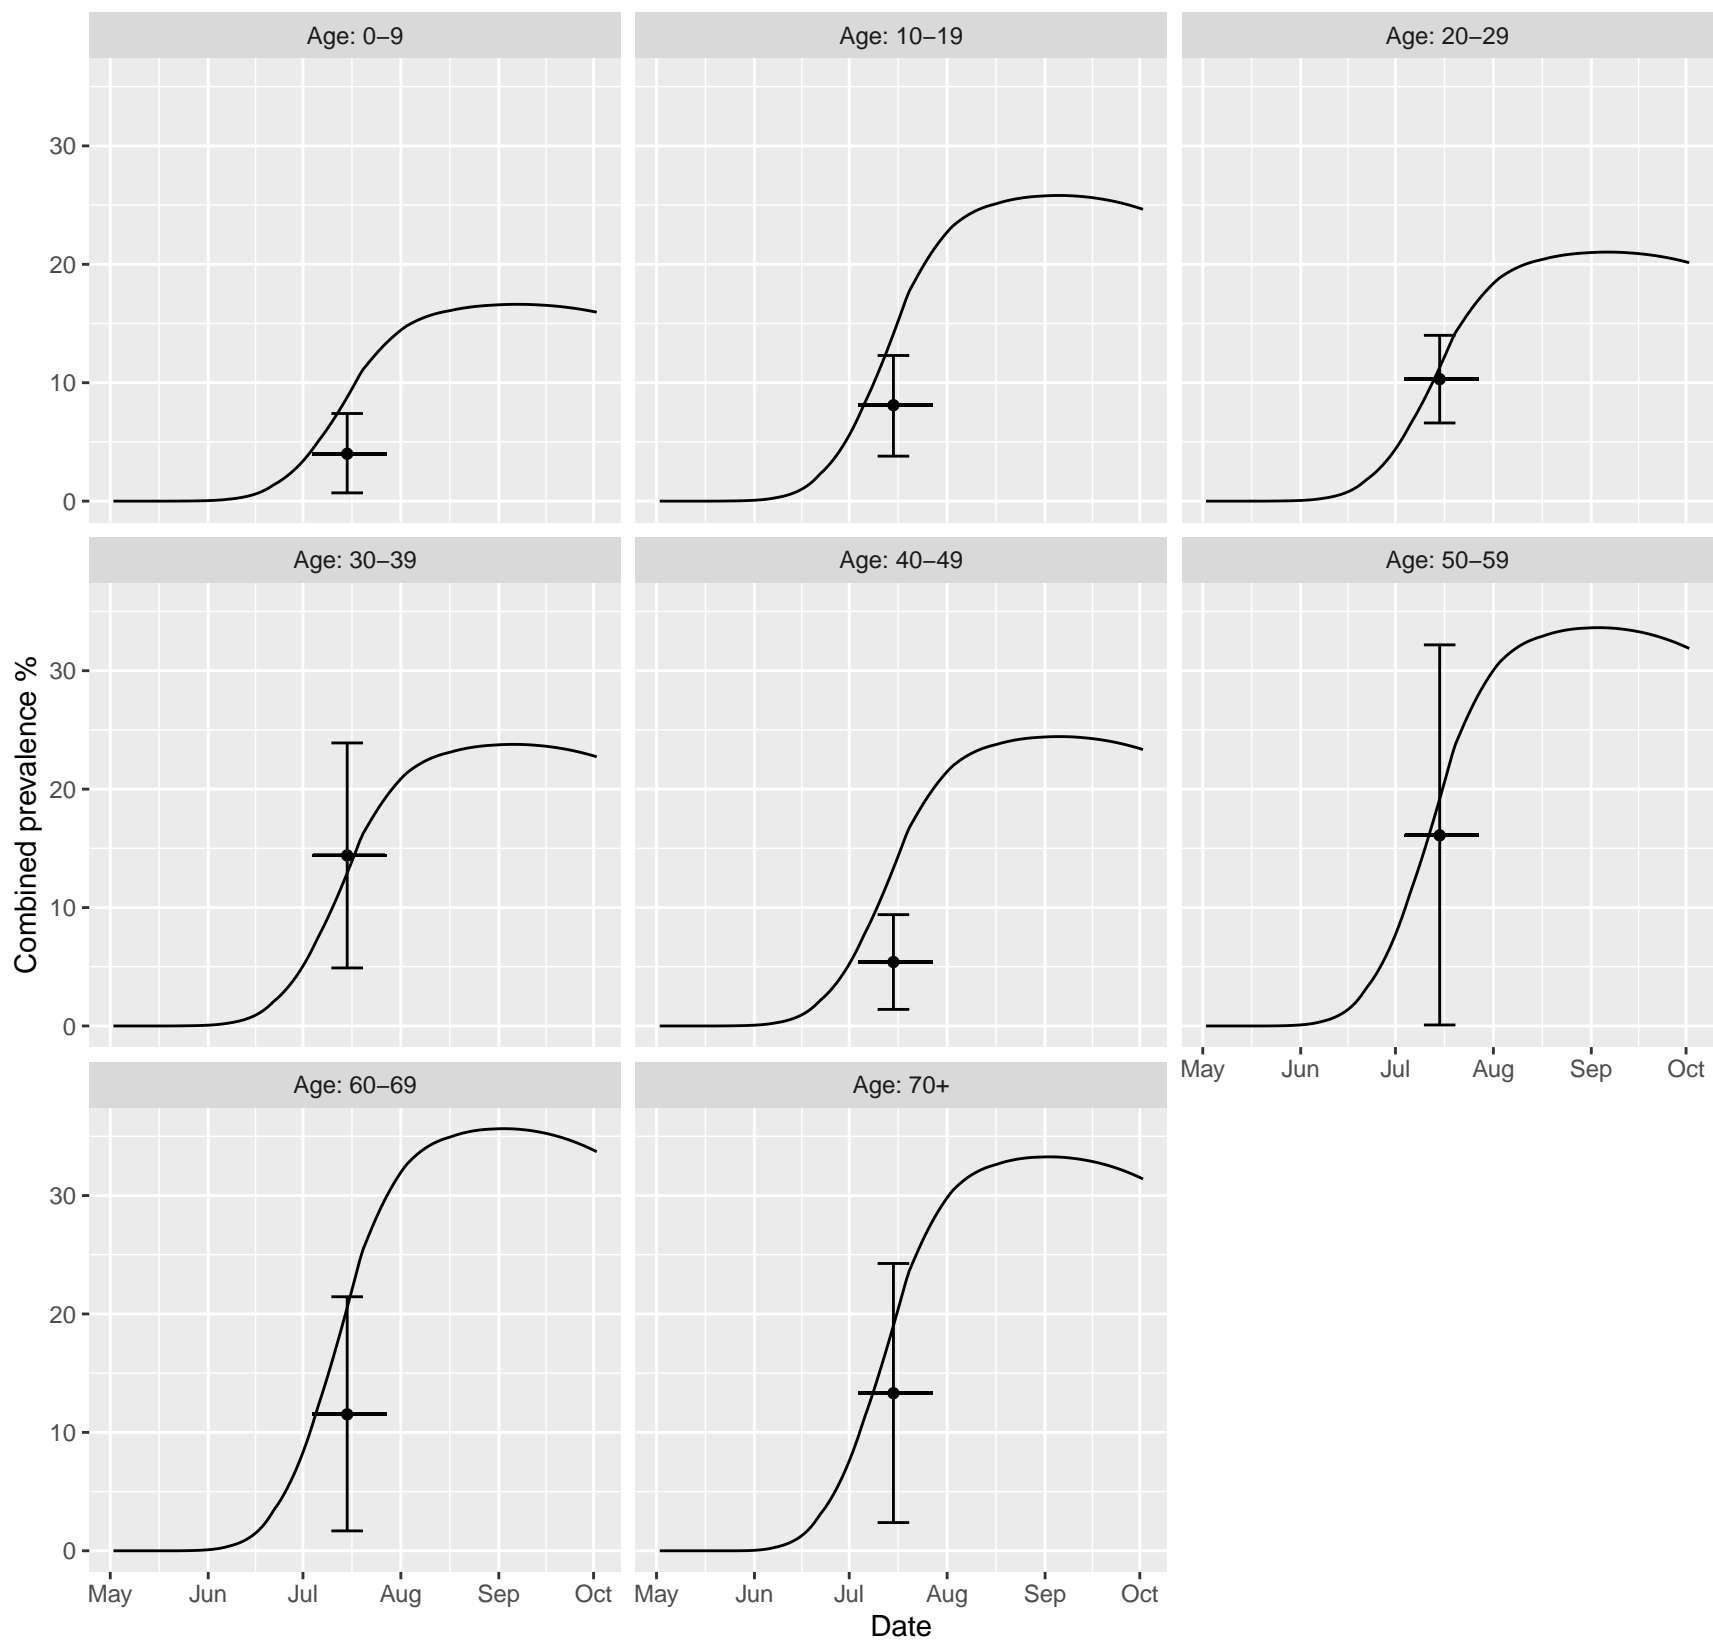 Age: 0–9
Age: 10–19
Age: 20–29
30
20
10
0
Age: 30–39
Age: 40–49
Age: 50–59
30
20
10
0
May Jun Jul Aug Sep Oct
Age: 60–69
Age: 70+
30
20
10
0
May Jun Jul Aug Sep Oct
May Jun Jul Aug Sep Oct
Date
Combined prevalence %